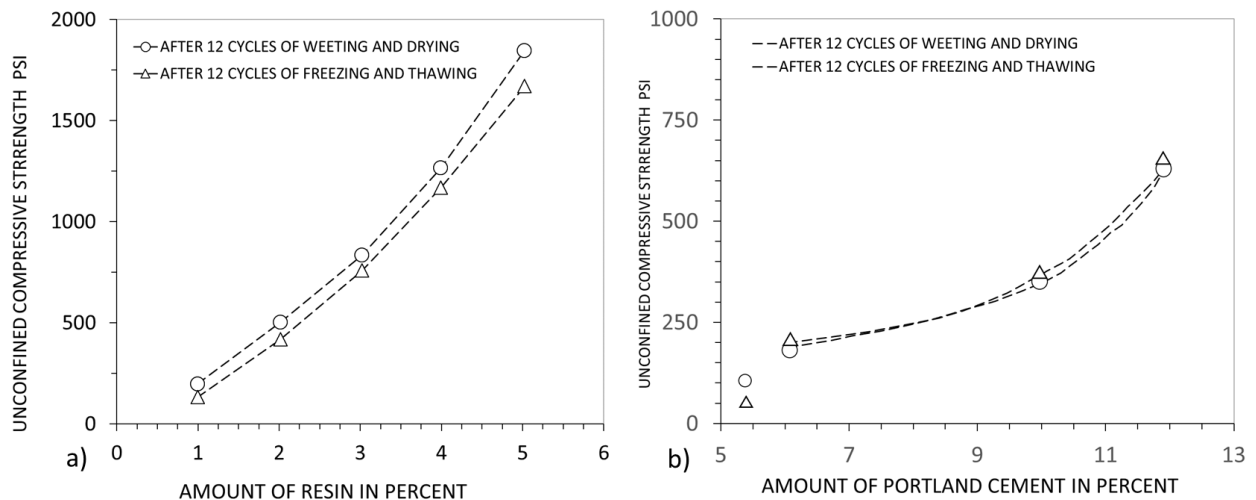 UNCONFINED COMPRESSIVE STRRENGTH PSI
2000
1500
1000
500
0
AFTER 12 CYCLES OF WEETING AND DRYING
AFTER 12 CYCLES OF FREEZING AND THAWING
0 1 2 3 4 5 6
a)
AMOUNT OF RESIN IN PERCENT
UNCONFINED COMPRESSIVE STRRENGTH PSI
1000
750
500
250
0
AFTER 12 CYCLES OF WEETING AND DRYING
AFTER 12 CYCLES OF FREEZING AND THAWING
5 7 9 11 13
b)
AMOUNT OF PORTLAND CEMENT IN PERCENT